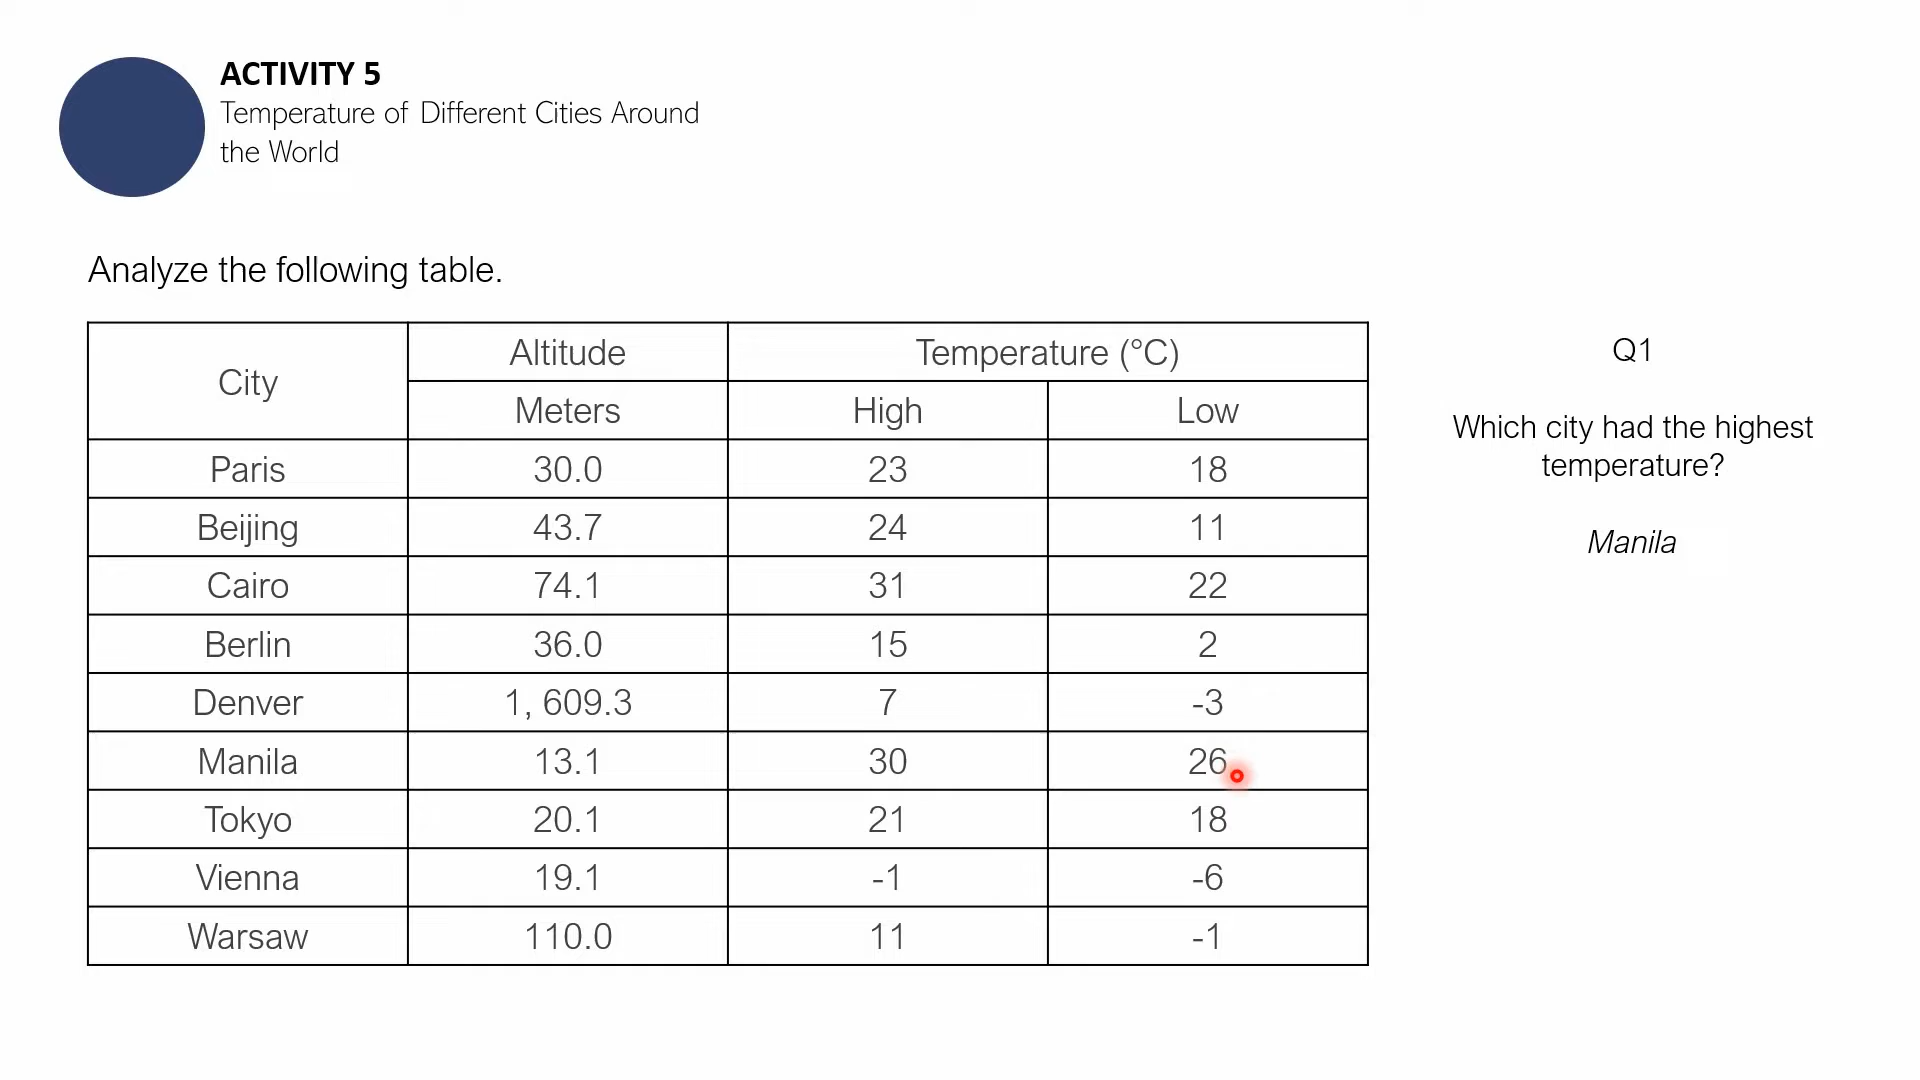 ACTIVITY 5
Temperature of Different Cities Around
the World
Analyze the following table.
City Altitude Temperature (°C)
Meters High Low
Paris 30.0 23 18
Beijing 43.7 24 11
Cairo 74.1 31 22
Berlin 36.0 15 2
Denver 1, 609.3 7 -3
Manila 13.1 30 26
Tokyo 20.1 21 18
Vienna 19.1 -1 -6
Warsaw 110.0 11 -1
Q1
Which city had the highest
temperature?
Manila